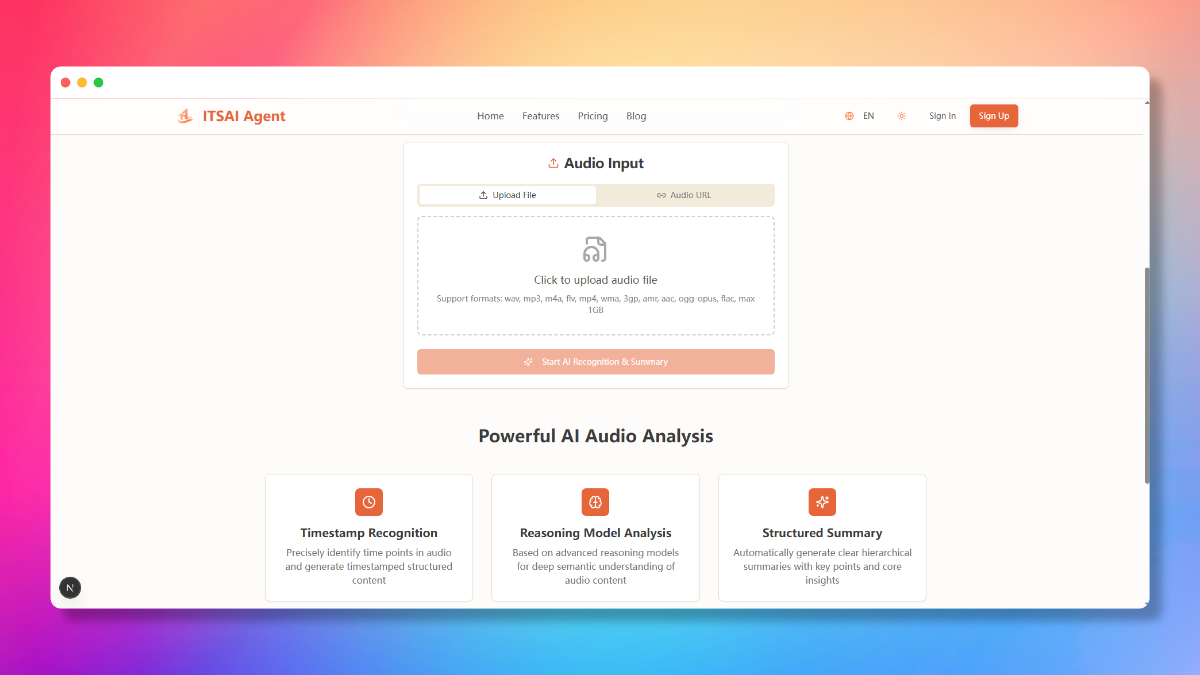 ITSAI Agent
Home Features Pricing Blog
EN
Sign In
Sign Up
Audio Input
Upload File
Audio URL
Click to upload audio file
Support formats: wav, mp3, m4a, flv, mp4, wma, 3gp, amr, aac, ogg-opus, flac, max
1GB
Start AI Recognition & Summary
Powerful AI Audio Analysis
Timestamp Recognition
Precisely identify time points in audio
and generate timestamped structured
content
Reasoning Model Analysis
Based on advanced reasoning models
for deep semantic understanding of
audio content
Structured Summary
Automatically generate clear hierarchical
summaries with key points and core
insights
N